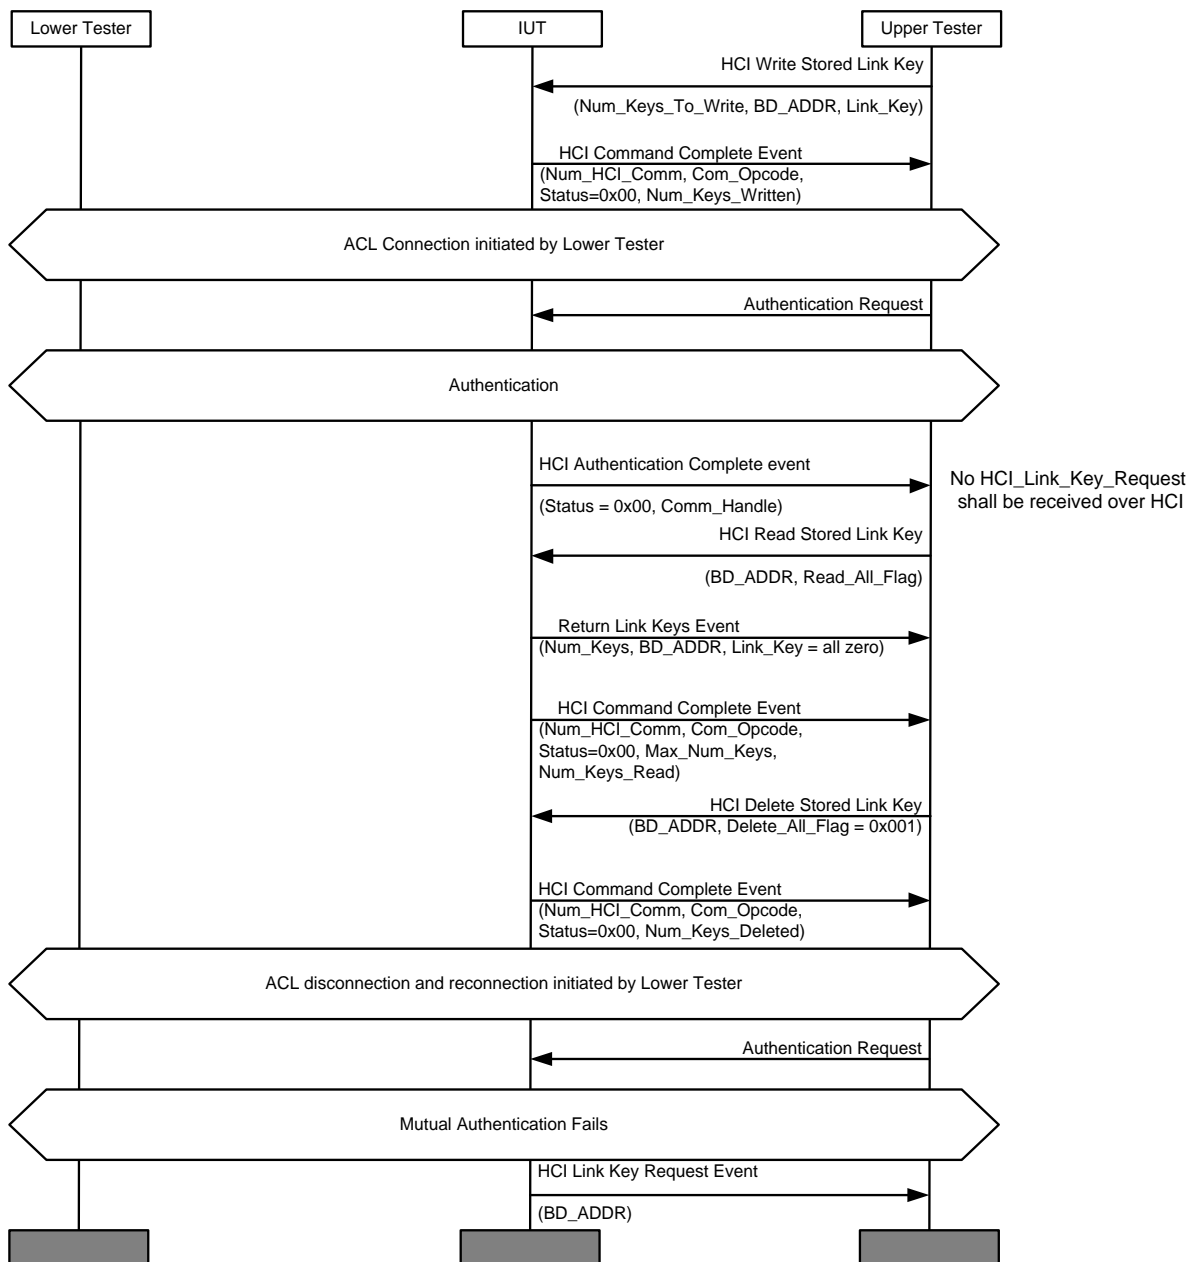 Lower Tester
IUT
Upper Tester
HCI Write Stored Link Key
(Num_Keys_To_Write, BD_ADDR, Link_Key)
HCI Command Complete Event
(Num_HCI_Comm, Com_Opcode,
Status=0x00, Num_Keys_Written)
ACL Connection initiated by Lower Tester
Authentication Request
Authentication
HCI Authentication Complete event
(Status = 0x00, Comm_Handle)
No HCI_Link_Key_Request
shall be received over HCI
HCI Read Stored Link Key
(BD_ADDR, Read_All_Flag)
Return Link Keys Event
(Num_Keys, BD_ADDR, Link_Key = all zero)
HCI Command Complete Event
(Num_HCI_Comm, Com_Opcode,
Status=0x00, Max_Num_Keys,
Num_Keys_Read)
HCI Delete Stored Link Key
(BD_ADDR, Delete_All_Flag = 0x001)
HCI Command Complete Event
(Num_HCI_Comm, Com_Opcode,
Status=0x00, Num_Keys_Deleted)
ACL disconnection and reconnection initiated by Lower Tester
Authentication Request
Mutual Authentication Fails
HCI Link Key Request Event
(BD_ADDR)